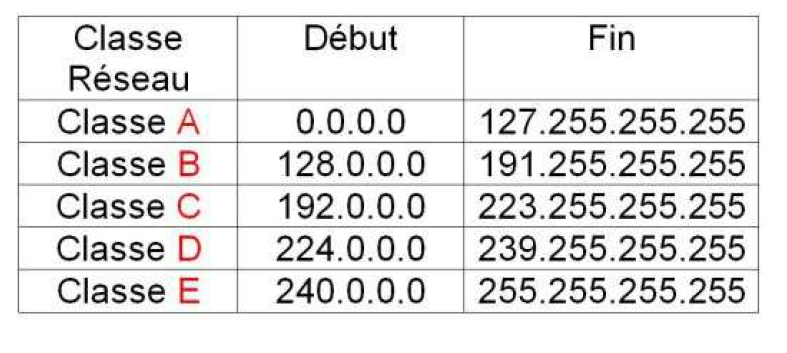 Classe Réseau Début Fin
Classe A 0.0.0.0 127.255.255.255
Classe B 128.0.0.0 191.255.255.255
Classe C 192.0.0.0 223.255.255.255
Classe D 224.0.0.0 239.255.255.255
Classe E 240.0.0.0 255.255.255.255